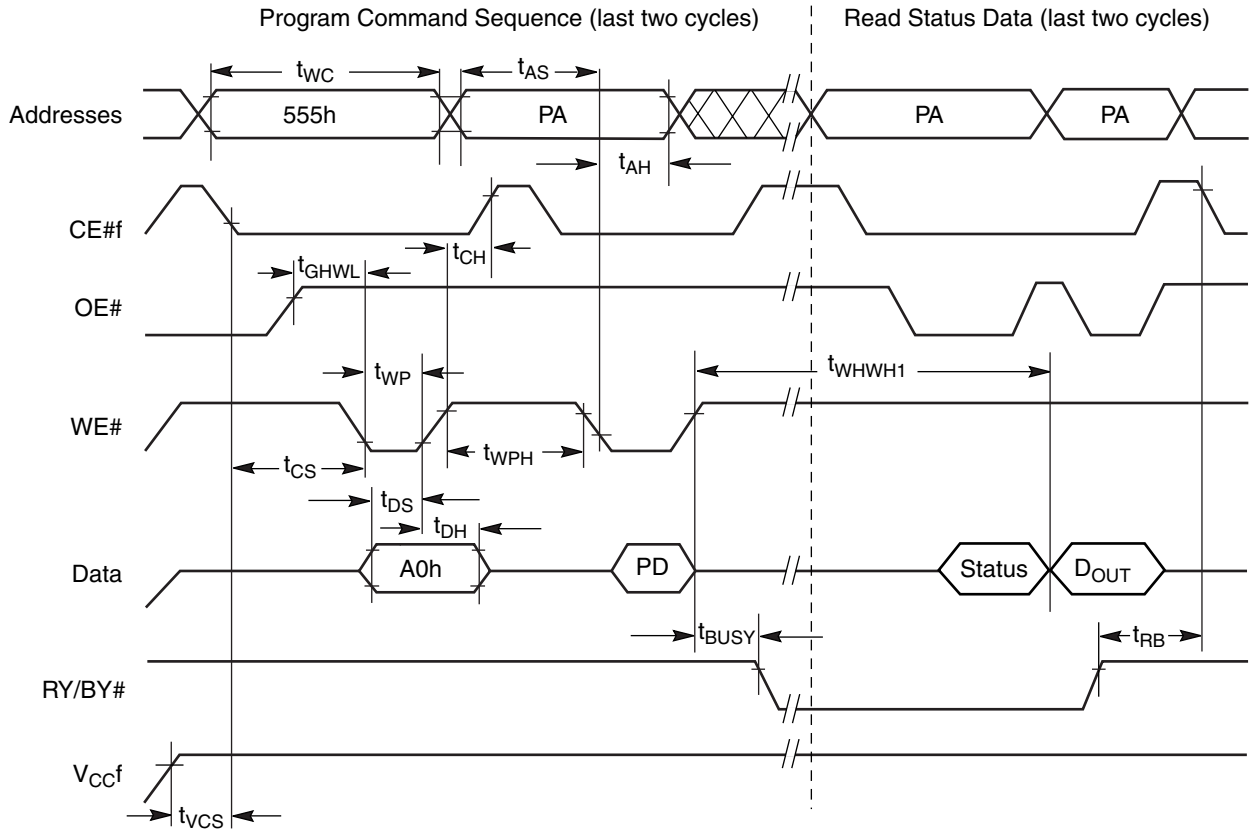 Program Command Sequence (last two cycles) Read Status Data (last two cycles)
tWC tAS
Addresses 555h PA PA PA
tAH
CE#f
tCH
tGHWL
OE#
tWP tWHWH1
WE#
tCS tWPH
tDS
tDH
Data A0h PD Status DOUT
tBUSY tRB
RY/BY#
VCCf
tVCS